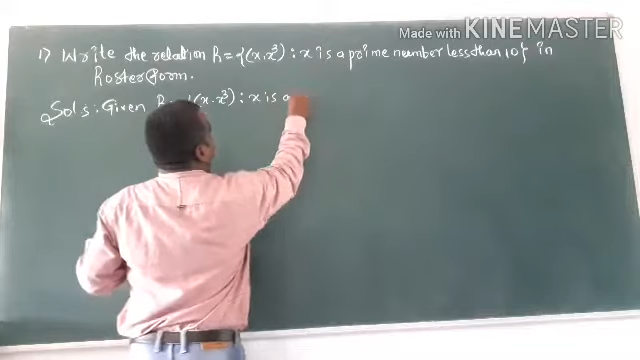 Made with KINEMASTER
1) Write the relation R = {(x, x³) : x is a prime number less than 10} in
Roster form.
Sol's : Given R = {(x, x³) : x is a